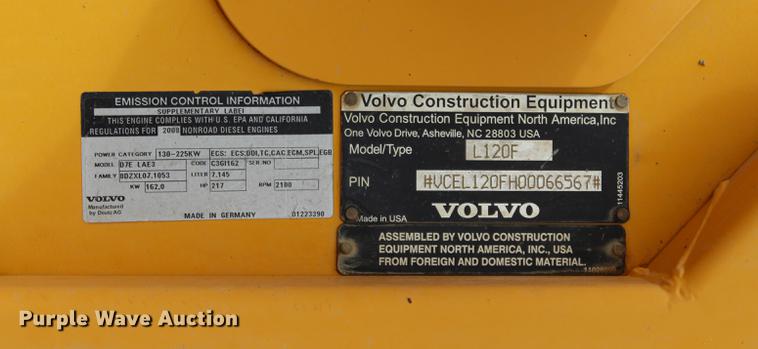 EMISSION CONTROL INFORMATION
SUPPLEMENTARY LABEL
THIS ENGINE COMPLIES WITH U.S. EPA AND CALIFORNIA
REGULATIONS FOR 2008 NONROAD DIESEL ENGINES
POWER CATEGORY 130-225KW ECS: ECS:DDI,TC,CAC,ECM,SPL,EGR
MODEL D7E LAE3 CODE C3GI162 SER.NO
FAMILY 8DZXL07.1053 LITER 7.145
KW 162,0 HP 217 RPM 2100
VOLVO
Manufactured
by Deutz AG
MADE IN GERMANY 01223390
Volvo Construction Equipment
Volvo Construction Equipment North America,Inc
One Volvo Drive, Asheville, NC 28803 USA
Model/Type L120F
PIN #VCEL120FH00066567#
VOLVO
Made in USA
11445203
ASSEMBLED BY VOLVO CONSTRUCTION
EQUIPMENT NORTH AMERICA, INC., USA
FROM FOREIGN AND DOMESTIC MATERIAL.
Purple Wave Auction